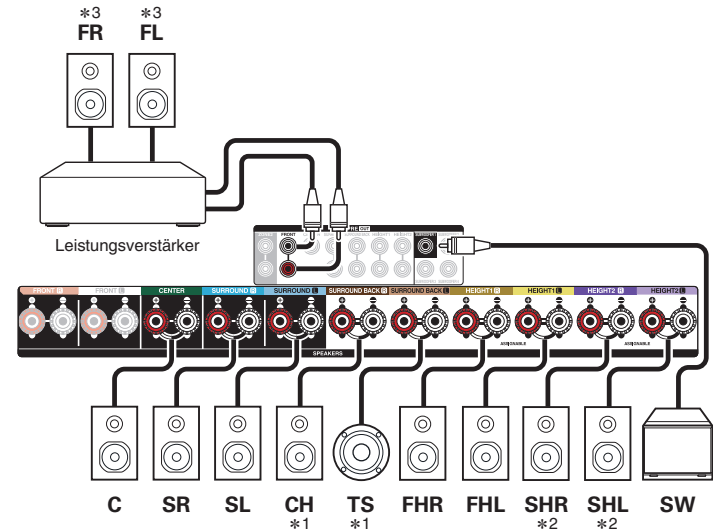 *3 *3
FR FL
Leistungsverstärker
PRE OUT
FRONT
FRONT R FRONT L CENTER SURROUND R SURROUND L SURROUND BACK R SURROUND BACK L HEIGHT1 R HEIGHT1 L HEIGHT2 R HEIGHT2 L
ASSIGNABLE ASSIGNABLE
SPEAKERS
C SR SL CH TS FHR FHL SHR SHL SW
*1 *1 *2 *2